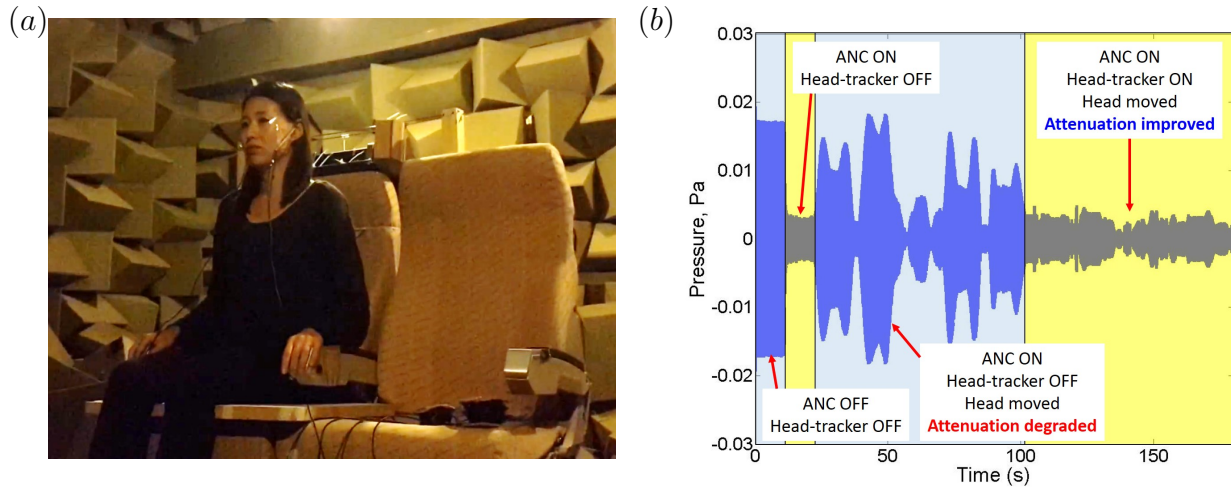 (a)
(b)
0.03
0.02
0.01
0
-0.01
-0.02
-0.03
Pressure, Pa
ANC ON
Head-tracker OFF
ANC ON
Head-tracker ON
Head moved
Attenuation improved
ANC OFF
Head-tracker OFF
ANC ON
Head-tracker OFF
Head moved
Attenuation degraded
0
50
100
150
Time (s)